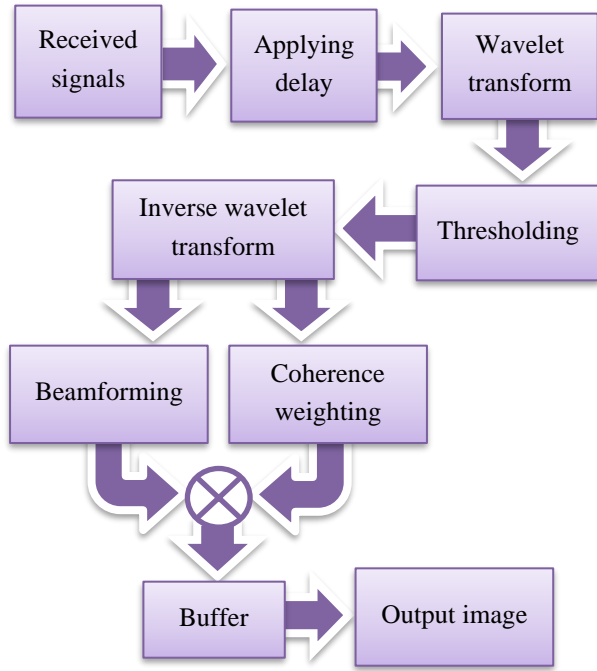 Received
signals
Applying
delay
Wavelet
transform
Inverse wavelet
transform
Thresholding
Beamforming
Coherence
weighting
Buffer
Output image